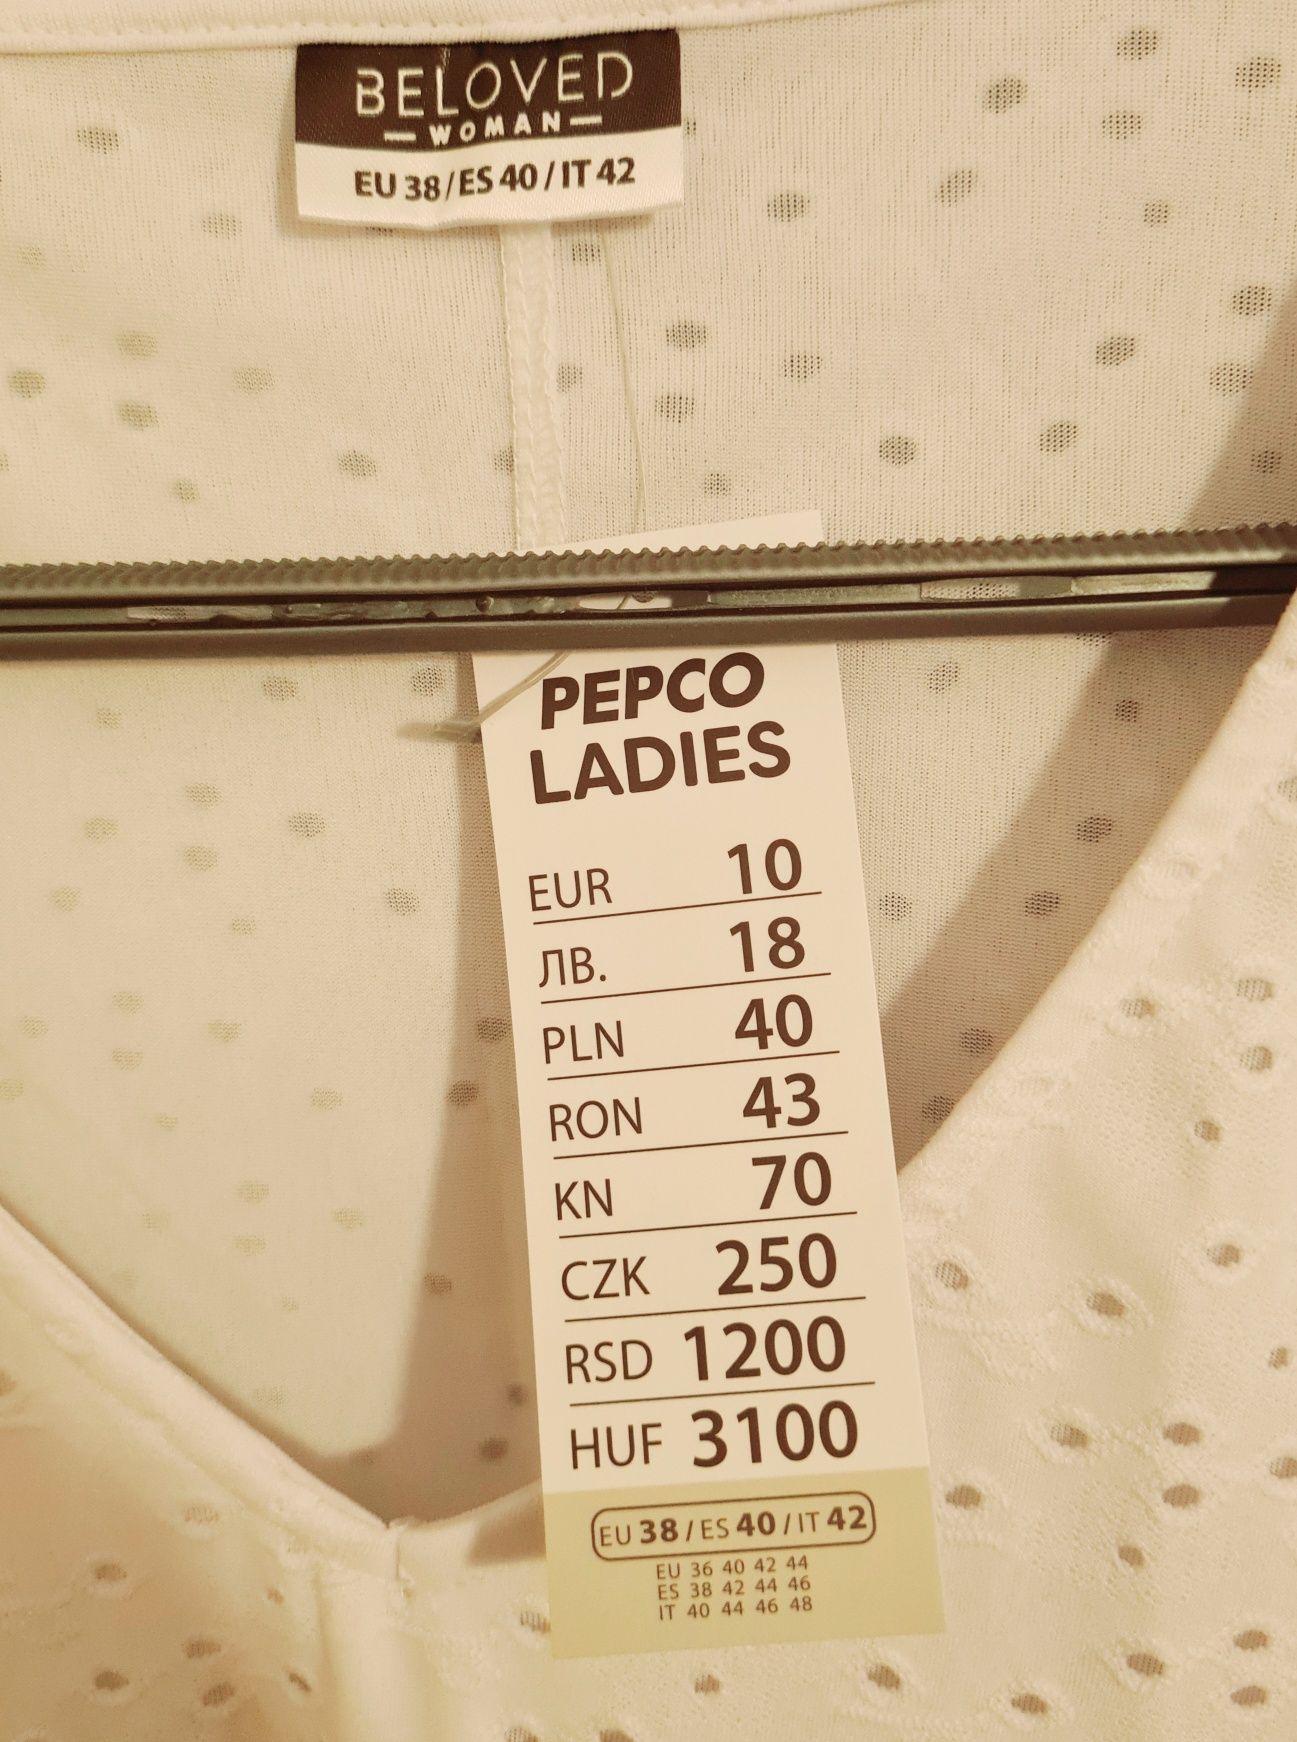 BELOVED
WOMAN
EU 38/ES 40/IT 42
PEPCO
LADIES
EUR 10
ЛВ. 18
PLN 40
RON 43
KN 70
CZK 250
RSD 1200
HUF 3100
EU 38/ES 40/IT 42
EU 36 40 42 44
ES 38 42 44 46
IT 40 44 46 48